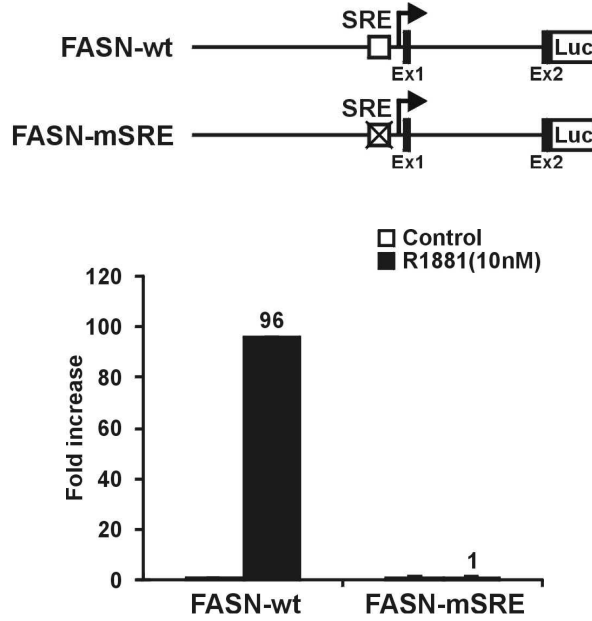 SRE
FASN-wt
Luc
Ex1
Ex2
SRE
FASN-mSRE
Luc
Ex1
Ex2
Control
R1881(10nM)
120
100
80
60
40
20
0
Fold increase
96
1
FASN-wt
FASN-mSRE